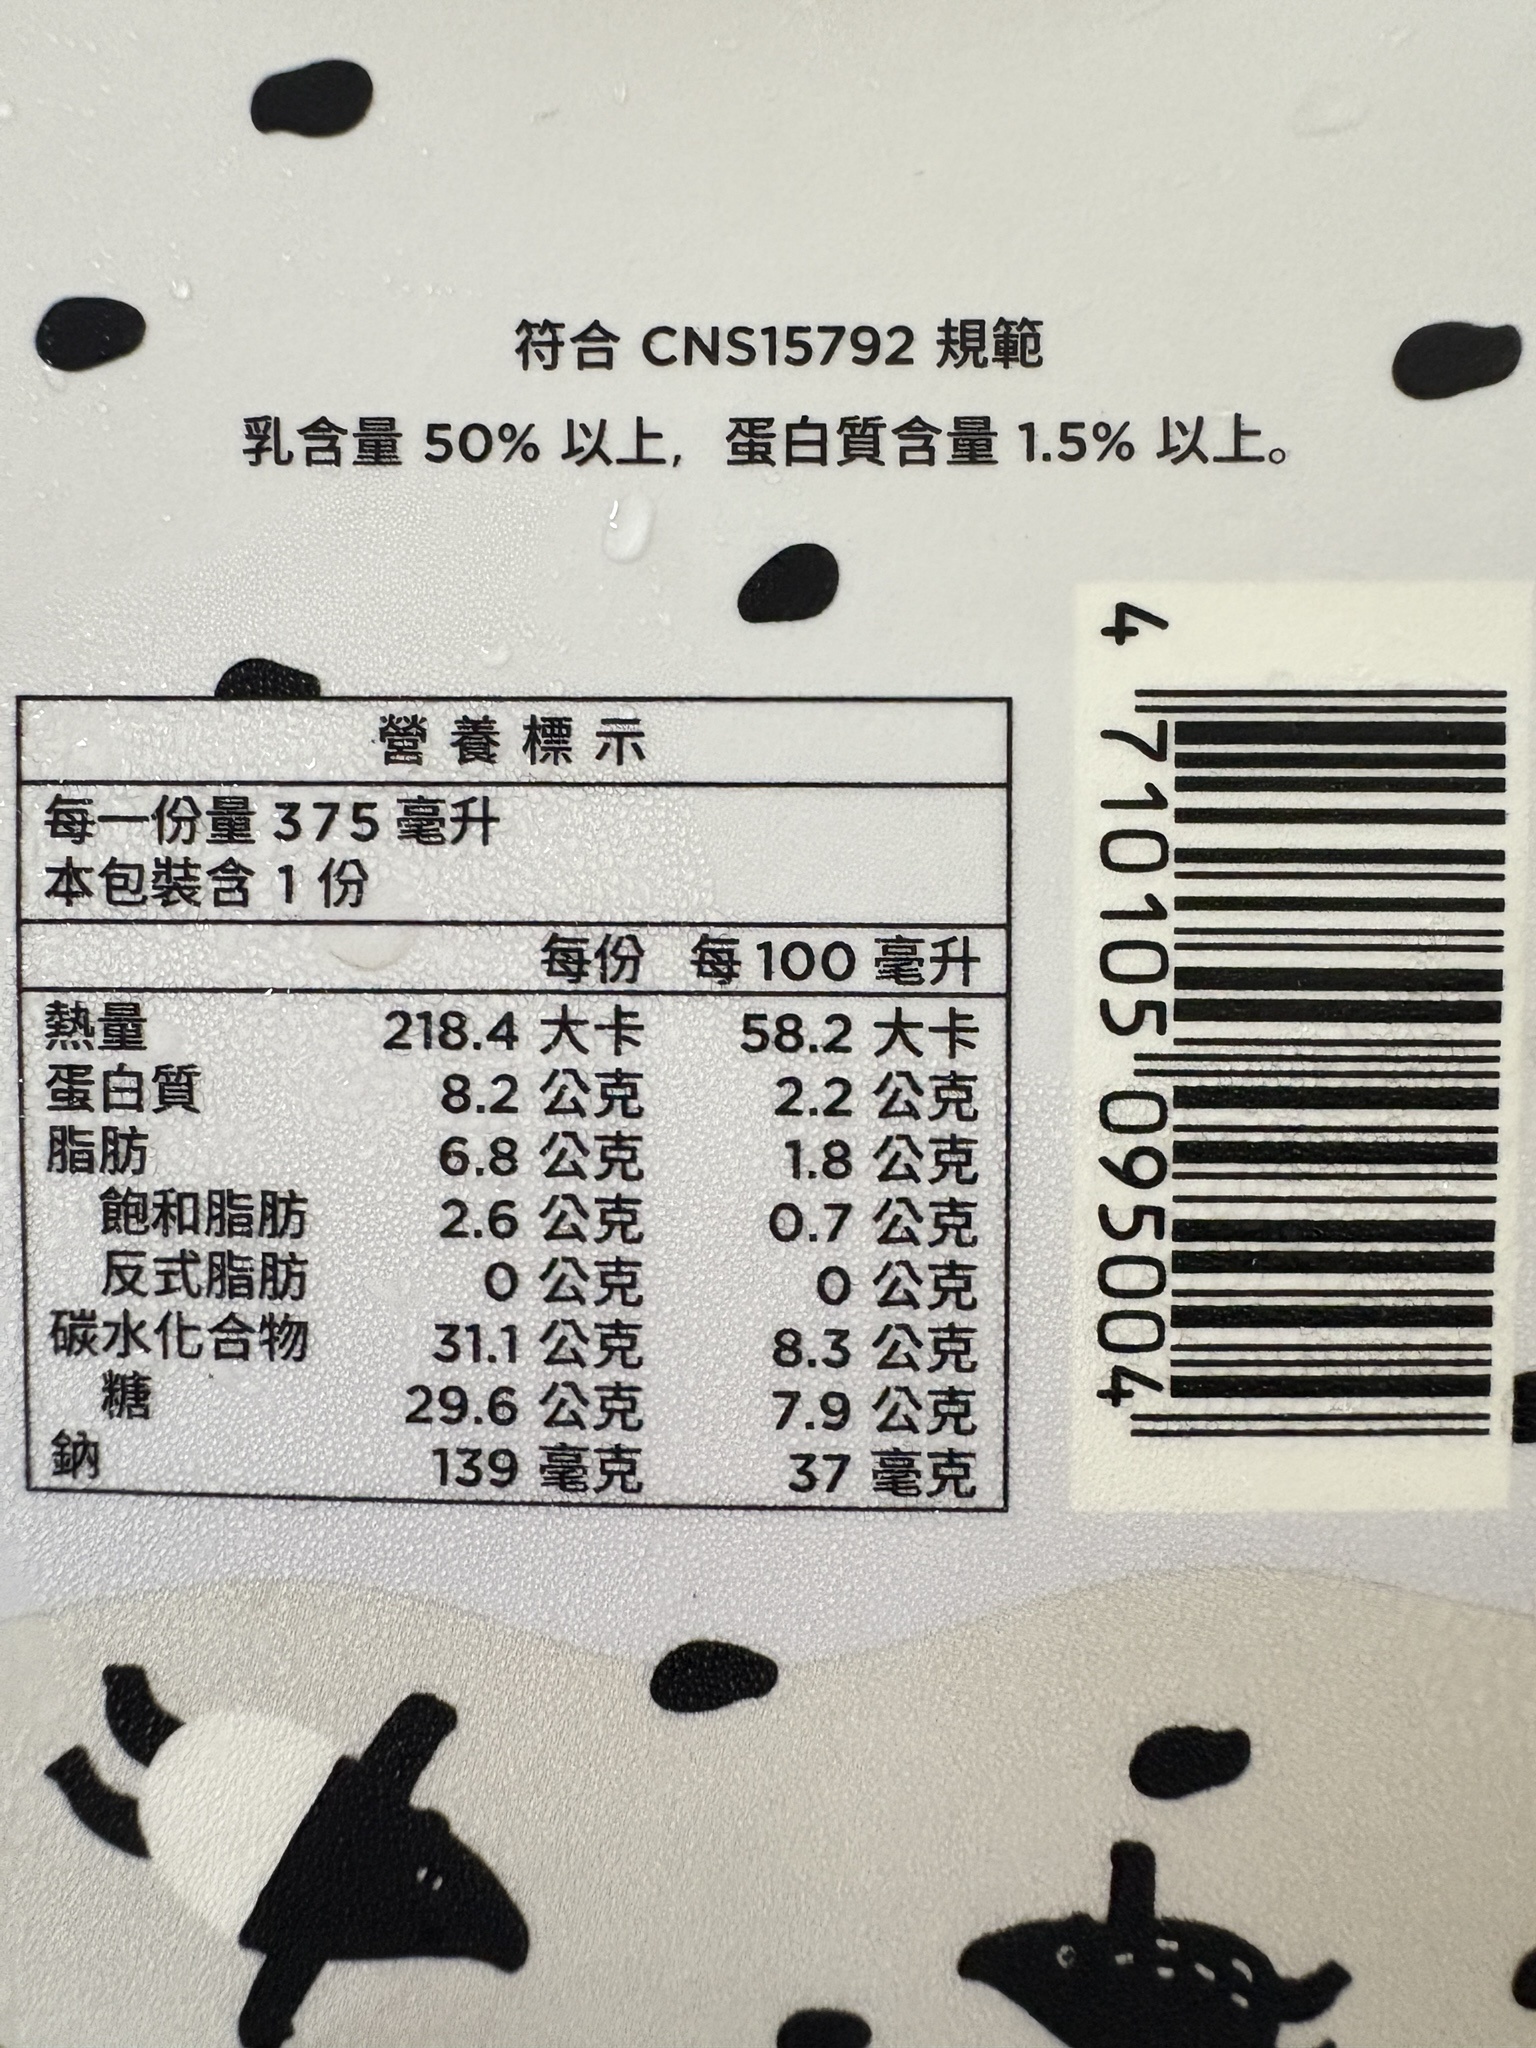 符合 CNS15792 規範
乳含量 50% 以上，蛋白質含量 1.5% 以上。
營養標示
每一份量 375 毫升
本包裝含 1 份
每份 每 100 毫升
熱量 218.4 大卡 58.2 大卡
蛋白質 8.2 公克 2.2 公克
脂肪 6.8 公克 1.8 公克
飽和脂肪 2.6 公克 0.7 公克
反式脂肪 0 公克 0 公克
碳水化合物 31.1 公克 8.3 公克
糖 29.6 公克 7.9 公克
鈉 139 毫克 37 毫克
4 710105 095004